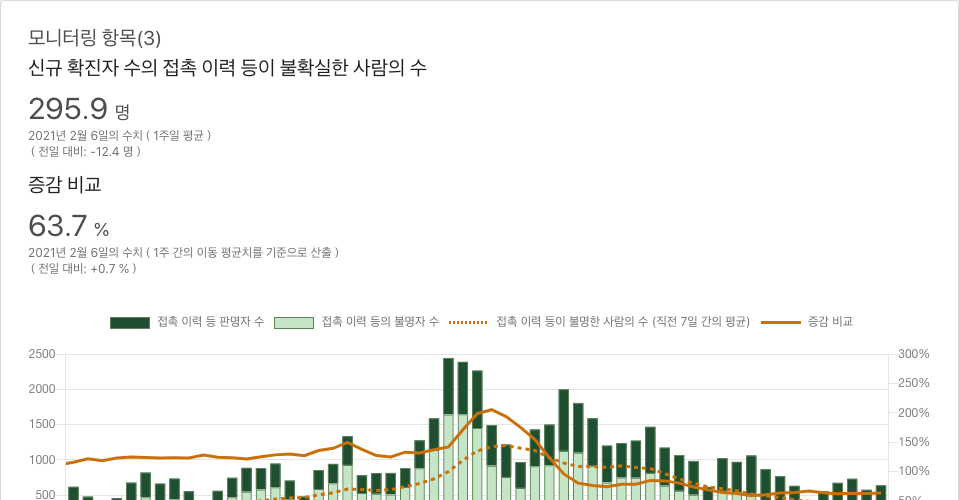 모니터링 항목(3)
신규 확진자 수의 접촉 이력 등이 불확실한 사람의 수
295.9 명
2021년 2월 6일의 수치 ( 1주일 평균 )
( 전일 대비: -12.4 명 )
증감 비교
63.7 %
2021년 2월 6일의 수치 ( 1주 간의 이동 평균치를 기준으로 산출 )
( 전일 대비: +0.7 % )
접촉 이력 등 판명자 수 접촉 이력 등의 불명자 수 접촉 이력 등이 불명한 사람의 수 (직전 7일 간의 평균) 증감 비교
2500 300%
250%
2000
200%
1500
150%
1000
100%
500
50%